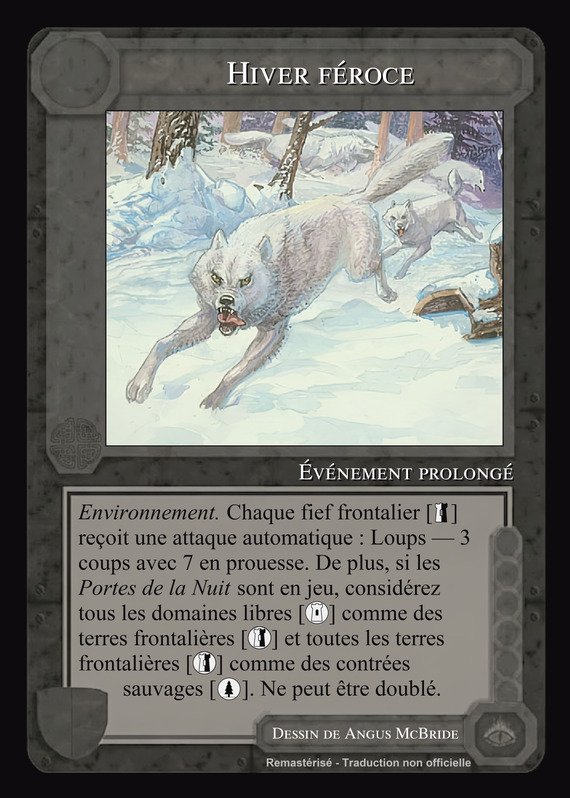 Hiver féroce
Événement prolongé
Environnement. Chaque fief frontalier []
reçoit une attaque automatique : Loups — 3
coups avec 7 en prouesse. De plus, si les
Portes de la Nuit sont en jeu, considérez
tous les domaines libres [] comme des
terres frontalières [] et toutes les terres
frontalières [] comme des contrées
sauvages []. Ne peut être doublé.
Dessin de Angus McBride
Remastérisé - Traduction non officielle